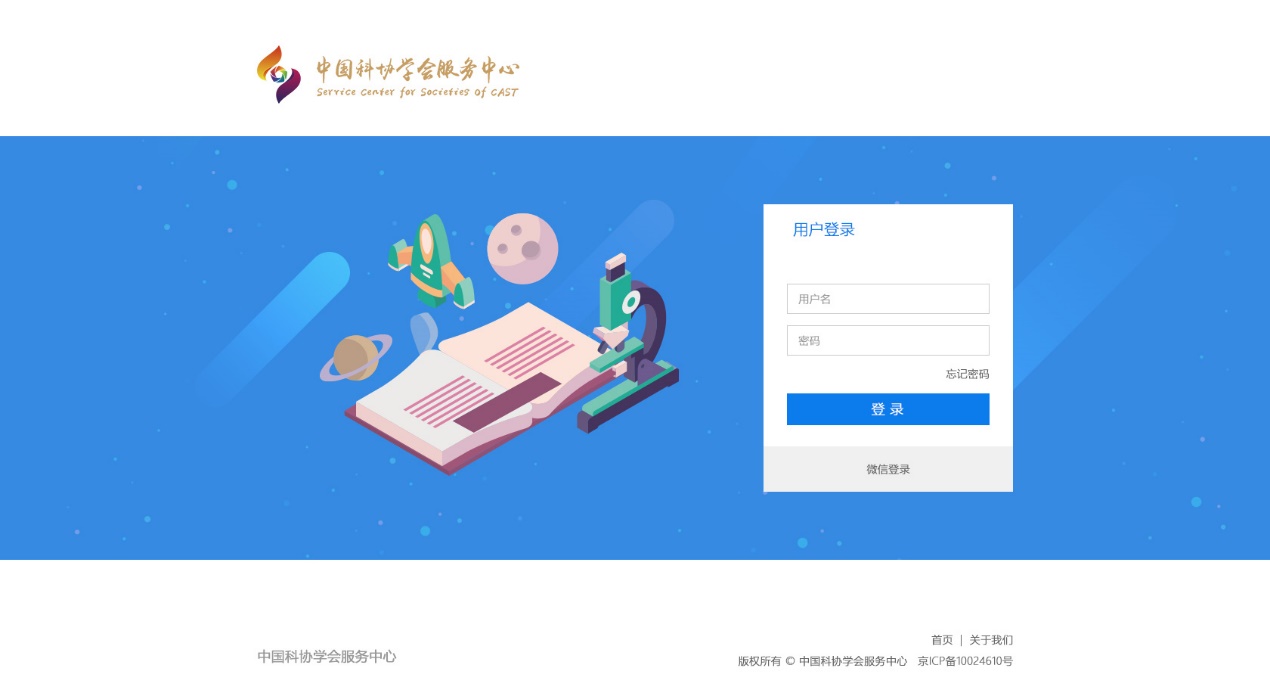 中国科协学会服务中心
Service Center for Societies of CAST
用户登录
用户名
密码
忘记密码
登 录
微信登录
首页 | 关于我们
中国科协学会服务中心
版权所有 © 中国科协学会服务中心 京ICP备10024610号